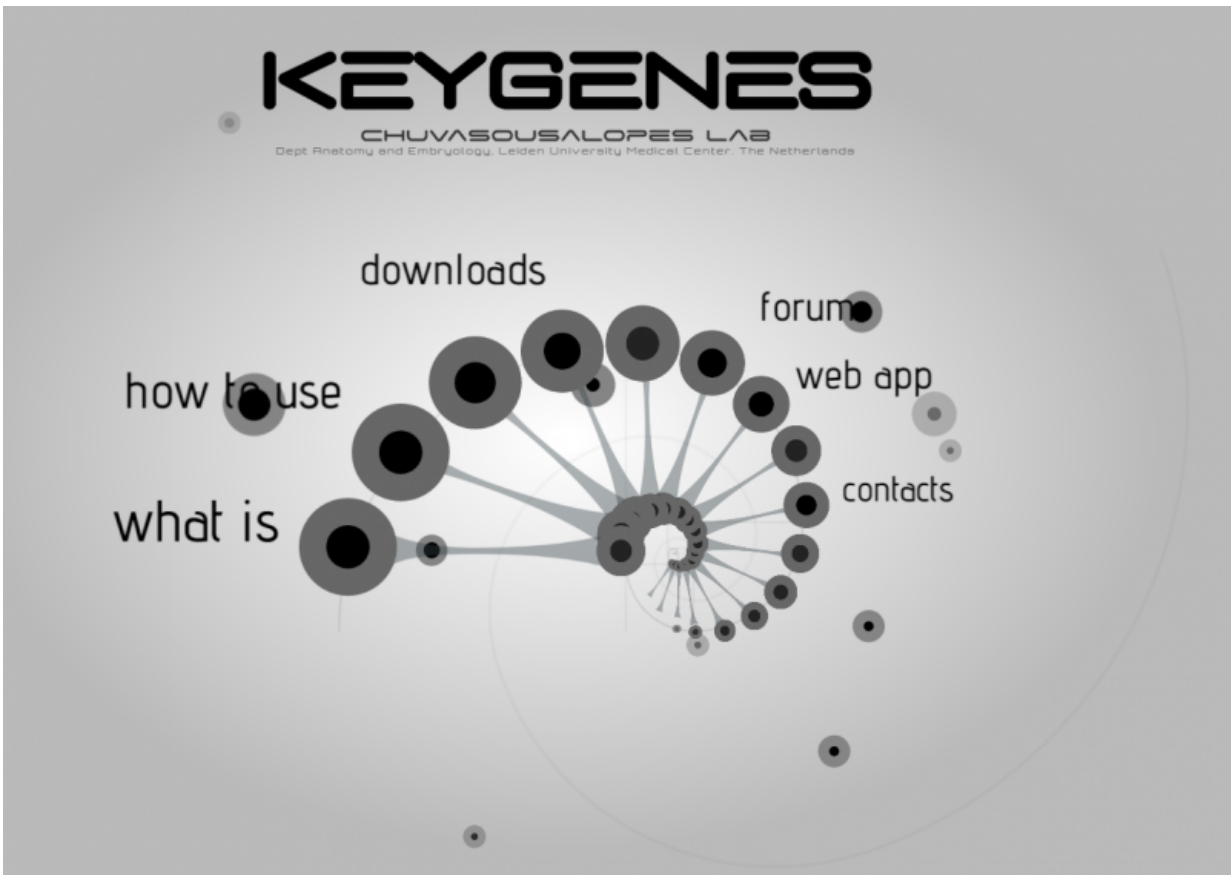 KEYGENES
CHUVASOUSALOPES LAB
Dept Anatomy and Embryology, Leiden University Medical Center. The Netherlands
downloads
forum
how to use
web app
contacts
what is